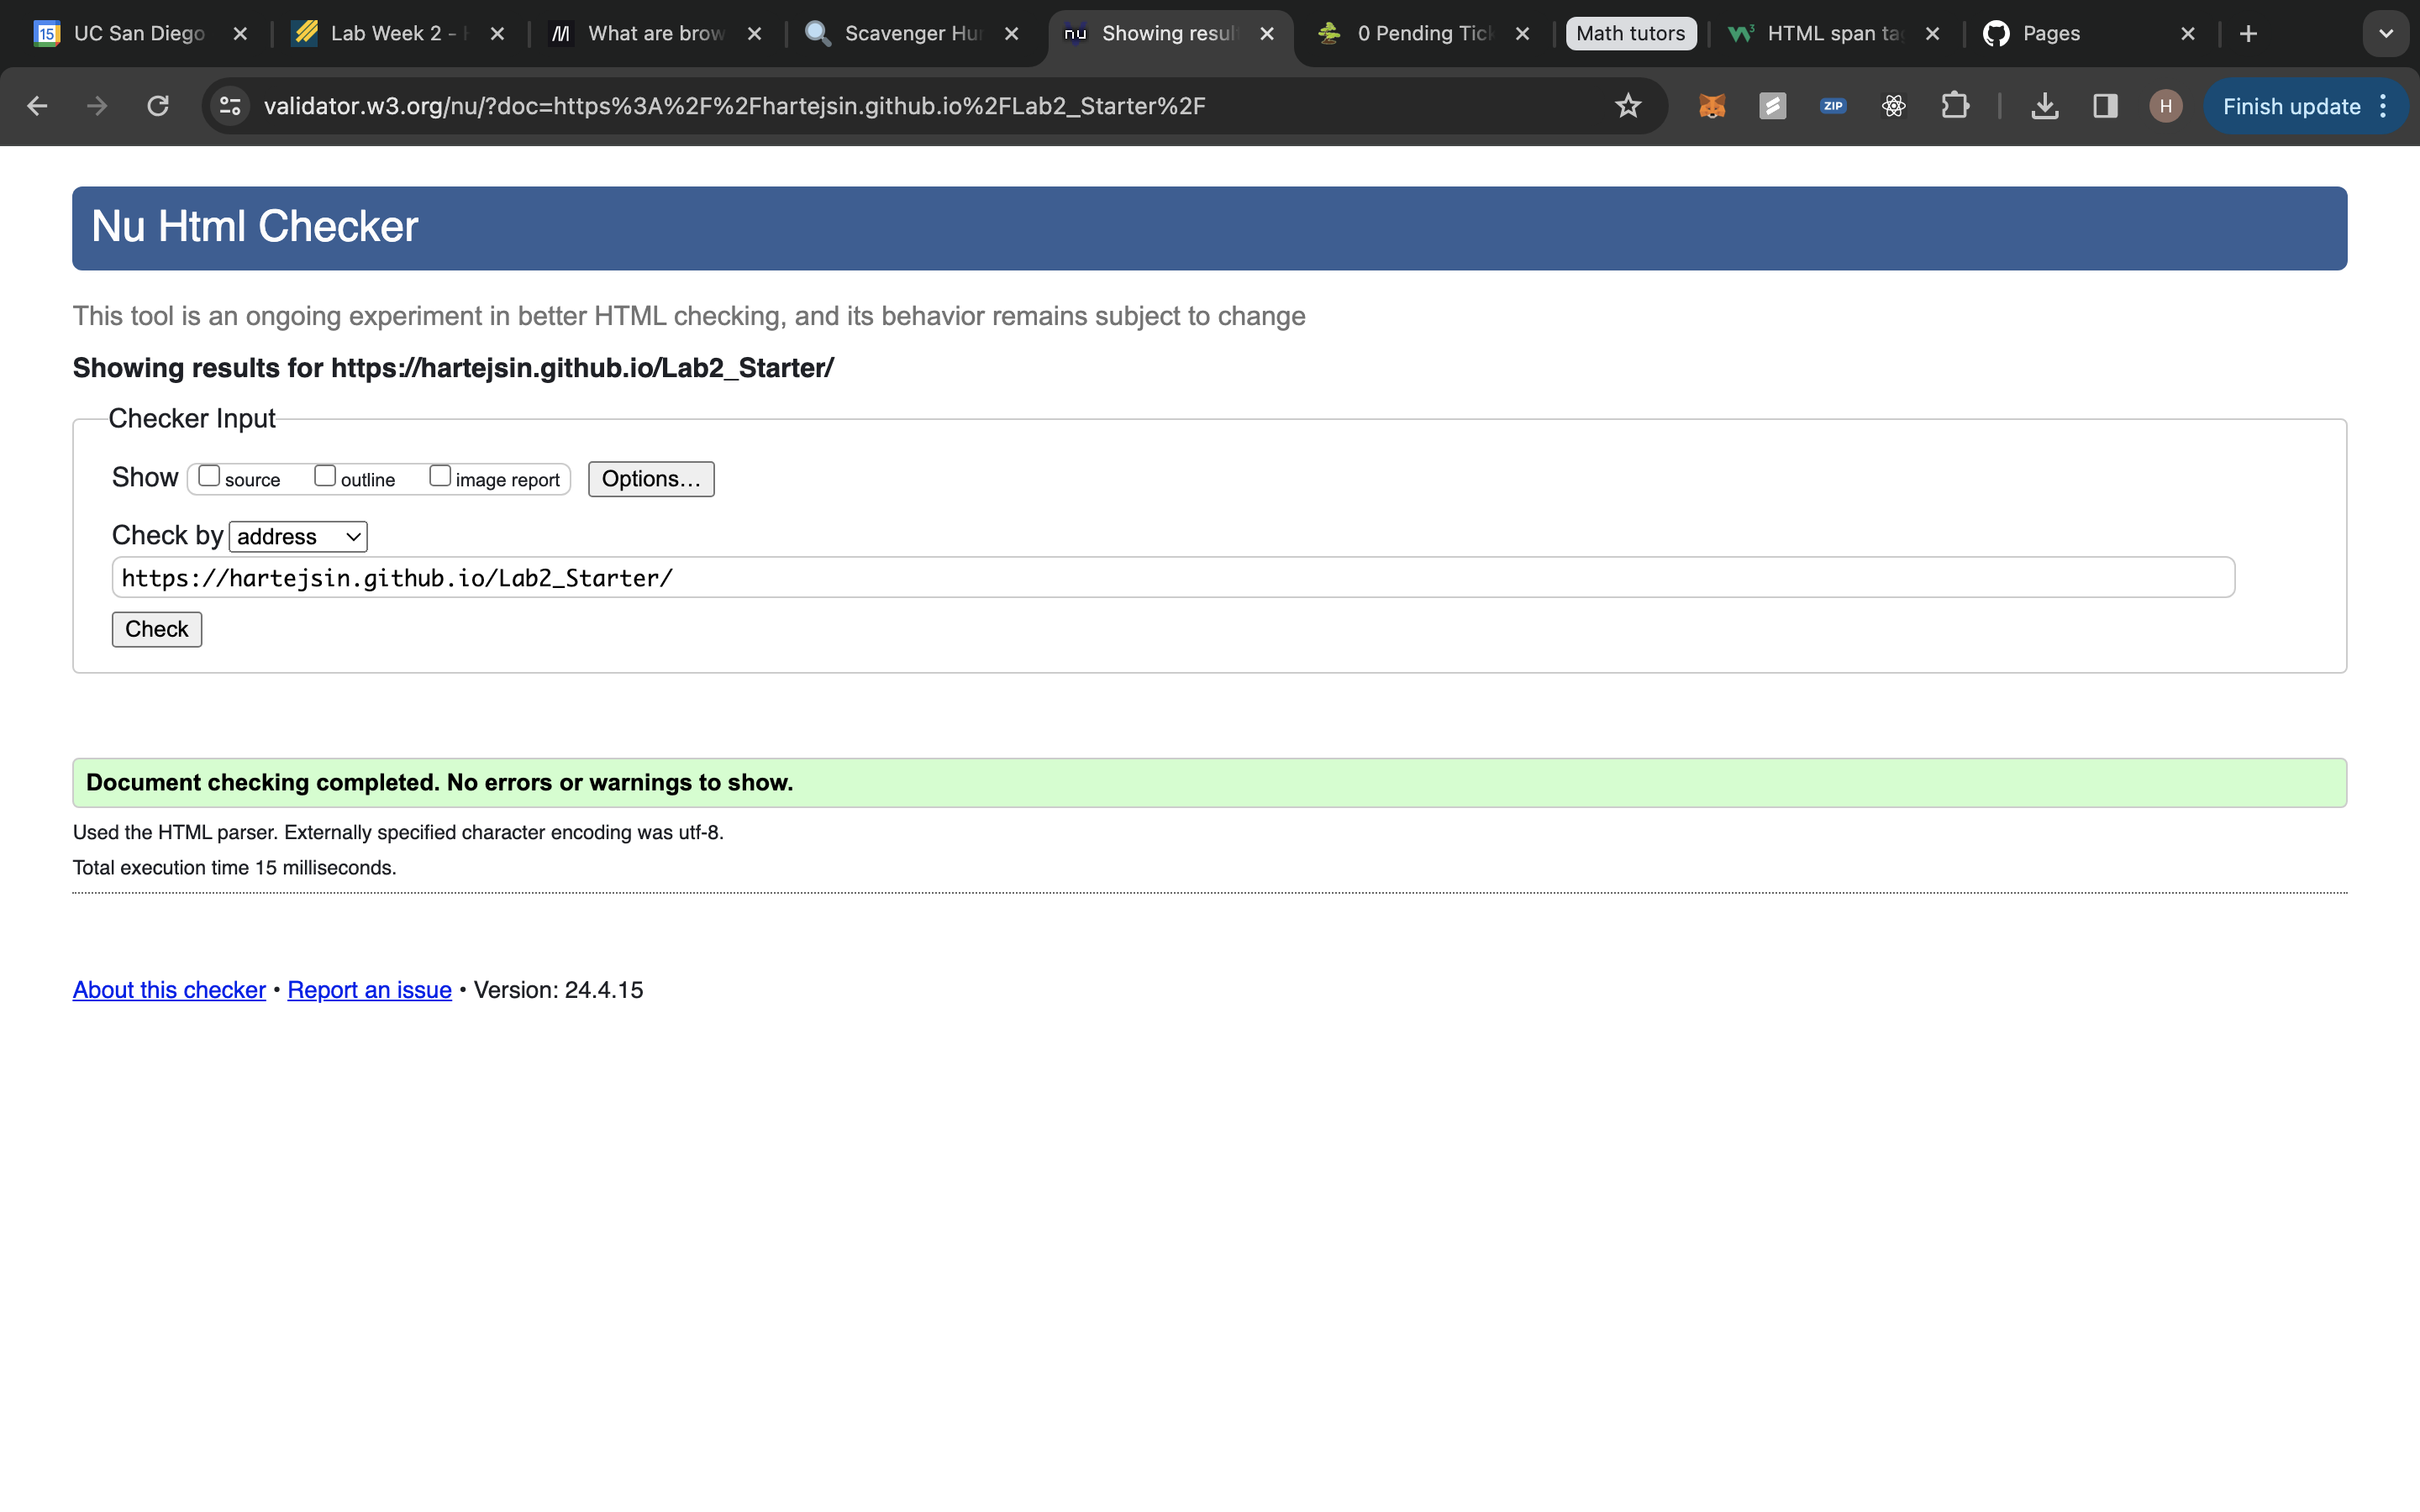 15 UC San Diego Lab Week 2 - What are brow Scavenger Hu nu Showing resul 0 Pending Tic Math tutors HTML span ta Pages
validator.w3.org/nu/?doc=https%3A%2F%2Fhartejsin.github.io%2FLab2_Starter%2F ZIP H Finish update
Nu Html Checker
This tool is an ongoing experiment in better HTML checking, and its behavior remains subject to change
Showing results for https://hartejsin.github.io/Lab2_Starter/
Checker Input
Show source outline image report Options...
Check by address
https://hartejsin.github.io/Lab2_Starter/
Check
Document checking completed. No errors or warnings to show.
Used the HTML parser. Externally specified character encoding was utf-8.
Total execution time 15 milliseconds.
About this checker • Report an issue • Version: 24.4.15